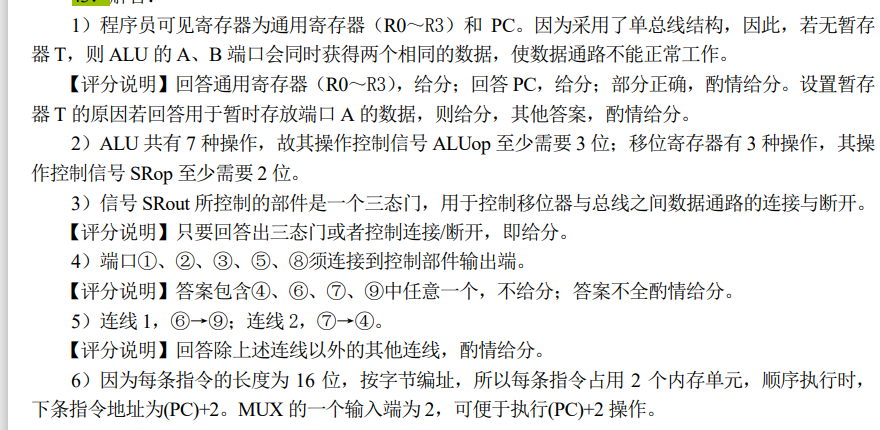 43．解答：
1）程序员可见寄存器为通用寄存器（R0～R3）和 PC。因为采用了单总线结构，因此，若无暂存
器 T，则 ALU 的 A、B 端口会同时获得两个相同的数据，使数据通路不能正常工作。
【评分说明】回答通用寄存器（R0～R3），给分；回答 PC，给分；部分正确，酌情给分。设置暂存
器 T 的原因若回答用于暂时存放端口 A 的数据，则给分，其他答案，酌情给分。
2）ALU 共有 7 种操作，故其操作控制信号 ALUop 至少需要 3 位；移位寄存器有 3 种操作，其操
作控制信号 SRop 至少需要 2 位。
3）信号 SRout 所控制的部件是一个三态门，用于控制移位器与总线之间数据通路的连接与断开。
【评分说明】只要回答出三态门或者控制连接/断开，即给分。
4）端口①、②、③、⑤、⑧须连接到控制部件输出端。
【评分说明】答案包含④、⑥、⑦、⑨中任意一个，不给分；答案不全酌情给分。
5）连线 1，⑥→⑨；连线 2，⑦→④。
【评分说明】回答除上述连线以外的其他连线，酌情给分。
6）因为每条指令的长度为 16 位，按字节编址，所以每条指令占用 2 个内存单元，顺序执行时，
下条指令地址为(PC)+2。MUX 的一个输入端为 2，可便于执行(PC)+2 操作。